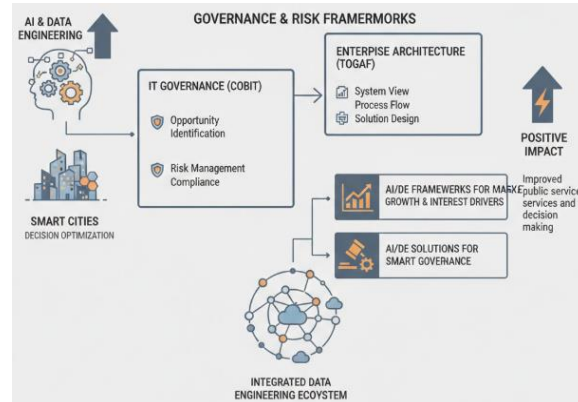 AI & DATA
ENGINEERING
GOVERNANCE & RISK FRAMERMORKS
IT GOVERNANCE (COBIT)
Opportunity
Identification
Risk Management
Compliance
ENTERPISE ARCHITECTURE
(TOGAF)
System View
Process Flow
Solution Design
POSITIVE
IMPACT
Improved
public service
services and
decision
making
SMART CITIES
DECISION OPTIMIZATION
AI/DE FRAMEWERKS FOR MARKE
GROWTH & INTEREST DRIVERS
AI/DE SOLUTIONS FOR
SMART GOVERNANCE
INTEGRATED DATA
ENGINEERING ECOYSTEM